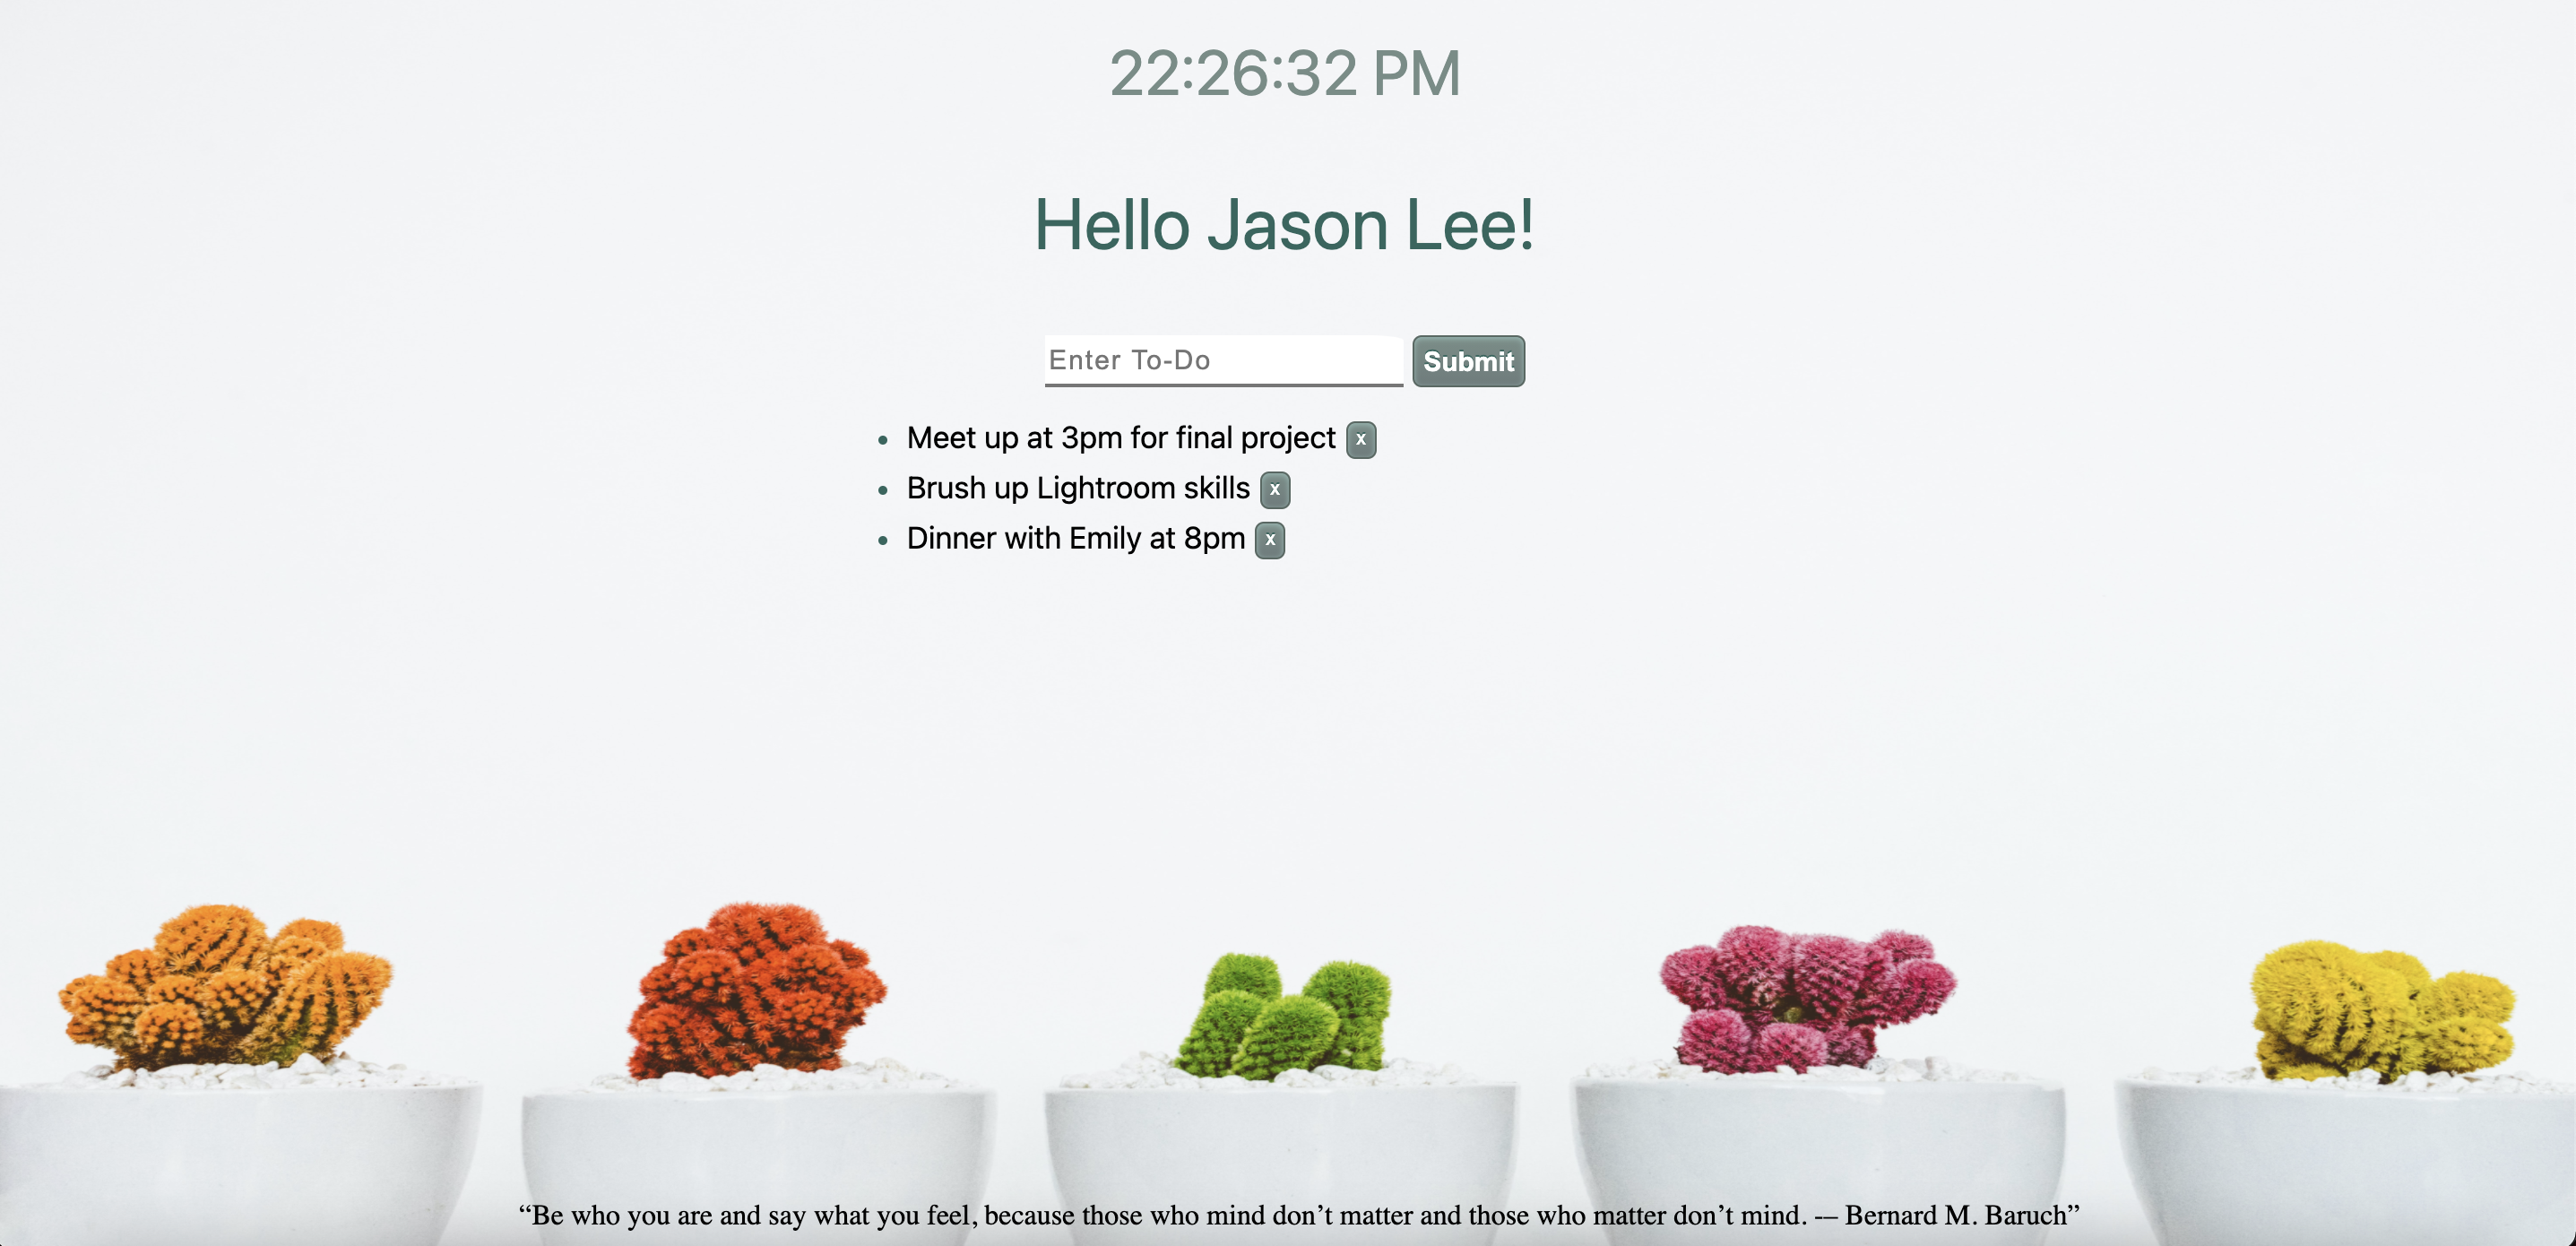 22:26:32 PM
Hello Jason Lee!
Enter To-Do
Submit
• Meet up at 3pm for final project x
• Brush up Lightroom skills x
• Dinner with Emily at 8pm x
“Be who you are and say what you feel, because those who mind don’t matter and those who matter don’t mind. -– Bernard M. Baruch”